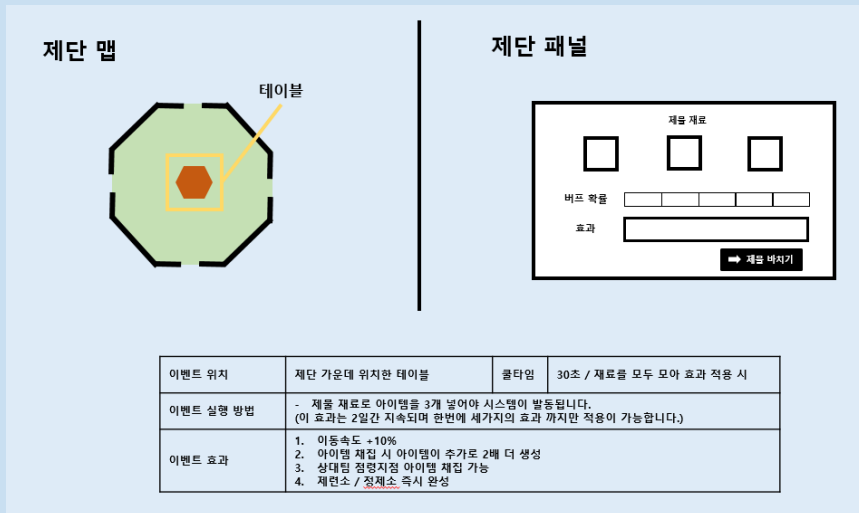 제단 맵
제단 패널
테이블
제물 재료
버프 확률
효과
➡ 제물 바치기
이벤트 위치
제단 가운데 위치한 테이블
쿨타임
30초 / 재료를 모두 모아 효과 적용 시
이벤트 실행 방법
- 제물 재료로 아이템을 3개 넣어야 시스템이 발동됩니다.
(이 효과는 2일간 지속되며 한번에 세가지의 효과 까지만 적용이 가능합니다.)
이벤트 효과
1. 이동속도 +10%
2. 아이템 채집 시 아이템이 추가로 2배 더 생성
3. 상대팀 점령지점 아이템 채집 가능
4. 제련소 / 정제소 즉시 완성